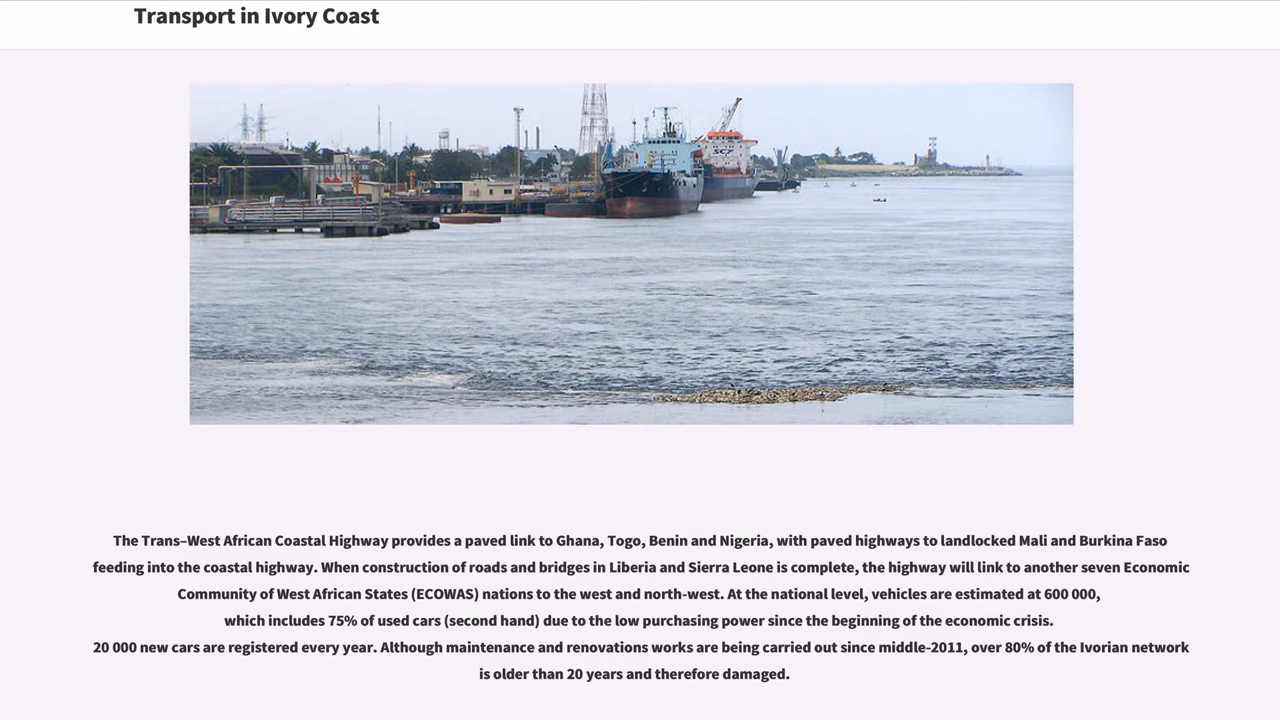 Transport in Ivory Coast
SCF
The Trans–West African Coastal Highway provides a paved link to Ghana, Togo, Benin and Nigeria, with paved highways to landlocked Mali and Burkina Faso
feeding into the coastal highway. When construction of roads and bridges in Liberia and Sierra Leone is complete, the highway will link to another seven Economic
Community of West African States (ECOWAS) nations to the west and north-west. At the national level, vehicles are estimated at 600 000,
which includes 75% of used cars (second hand) due to the low purchasing power since the beginning of the economic crisis.
20 000 new cars are registered every year. Although maintenance and renovations works are being carried out since middle-2011, over 80% of the Ivorian network
is older than 20 years and therefore damaged.